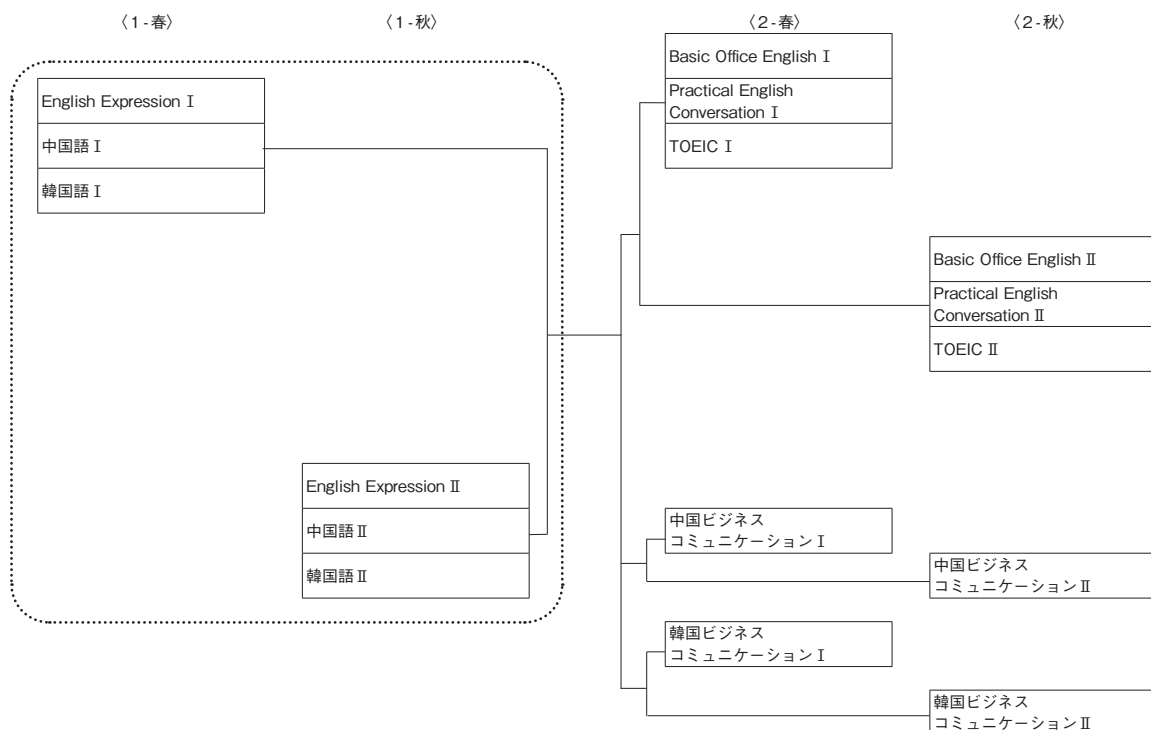 〈1-春〉
〈1-秋〉
〈2-春〉
〈2-秋〉
English Expression Ⅰ
中国語Ⅰ
韓国語Ⅰ
English Expression Ⅱ
中国語Ⅱ
韓国語Ⅱ
Basic Office English Ⅰ
Practical English
Conversation Ⅰ
TOEIC Ⅰ
Basic Office English Ⅱ
Practical English
Conversation Ⅱ
TOEIC Ⅱ
中国ビジネス
コミュニケーションⅠ
中国ビジネス
コミュニケーションⅡ
韓国ビジネス
コミュニケーションⅠ
韓国ビジネス
コミュニケーションⅡ